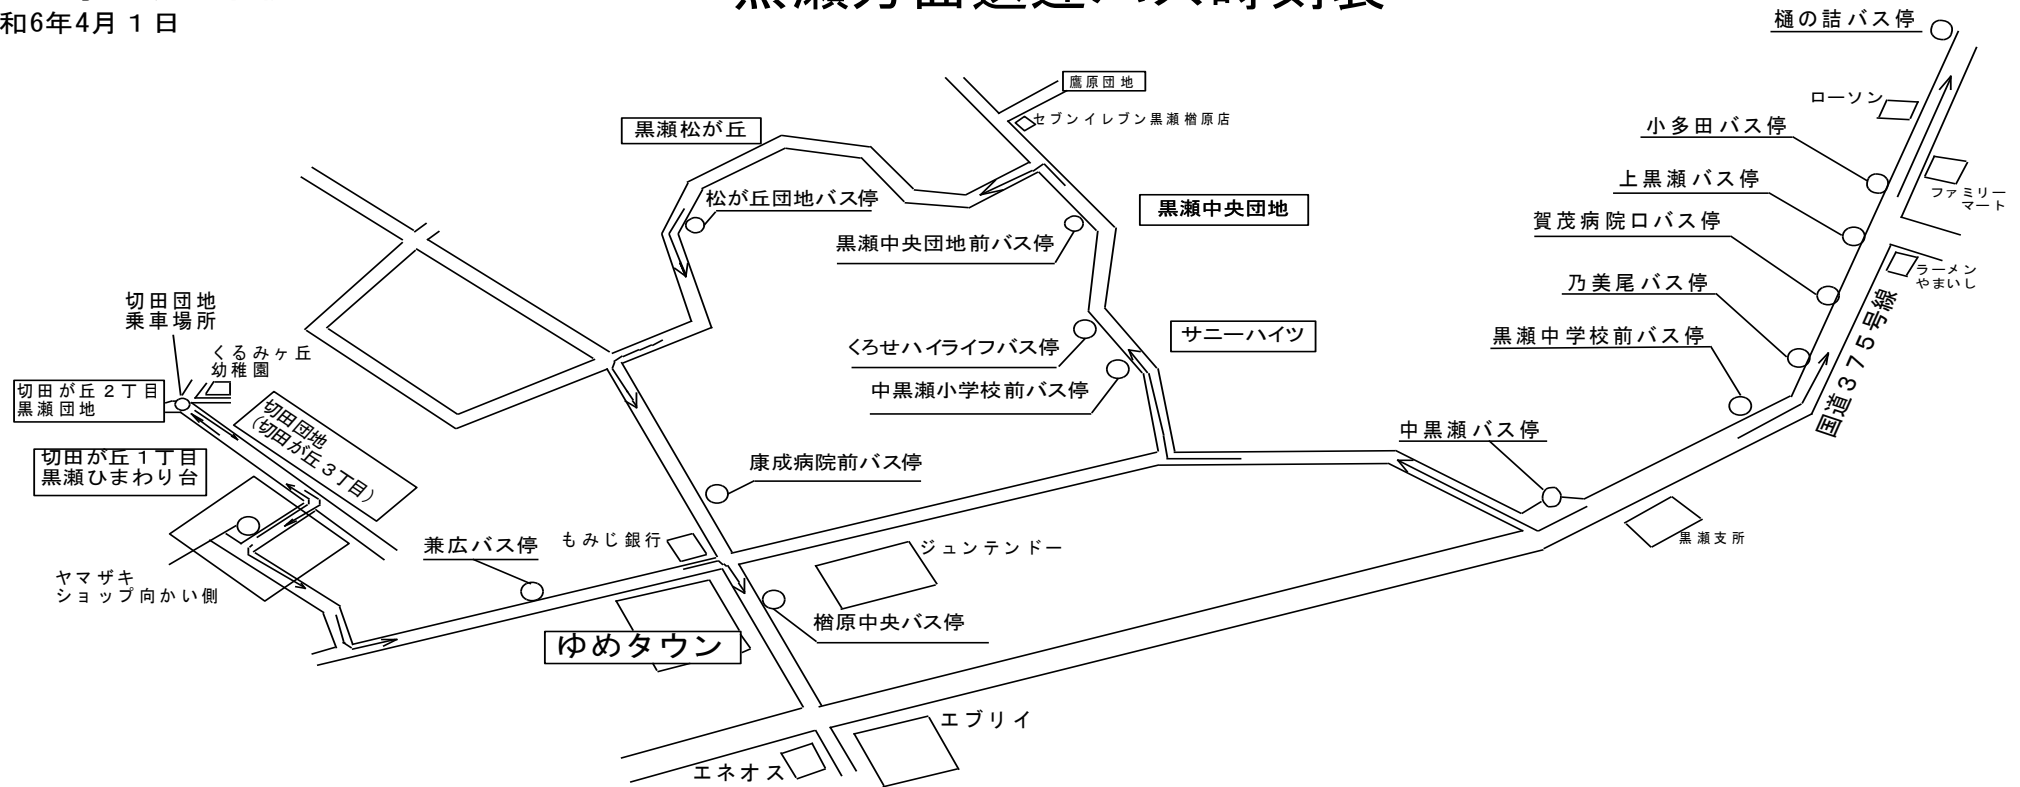 和6年4月１日
樋の詰バス停
鷹原団地
セブンイレブン黒瀬楢原店
ローソン
黒瀬松が丘
小多田バス停
上黒瀬バス停
ファミリー
マート
松が丘団地バス停
黒瀬中央団地
賀茂病院口バス停
黒瀬中央団地前バス停
ラーメン
やまいし
乃美尾バス停
国道375号線
切田団地
乗車場所
サニーハイツ
黒瀬中学校前バス停
くるみヶ丘
幼稚園
くろせハイライフバス停
中黒瀬小学校前バス停
切田が丘２丁目
黒瀬団地
切田団地
(切田が丘３丁目)
中黒瀬バス停
切田が丘１丁目
黒瀬ひまわり台
康成病院前バス停
兼広バス停
もみじ銀行
ジュンテンドー
黒瀬支所
ヤマザキ
ショップ向かい側
楢原中央バス停
ゆめタウン
エブリイ
エネオス